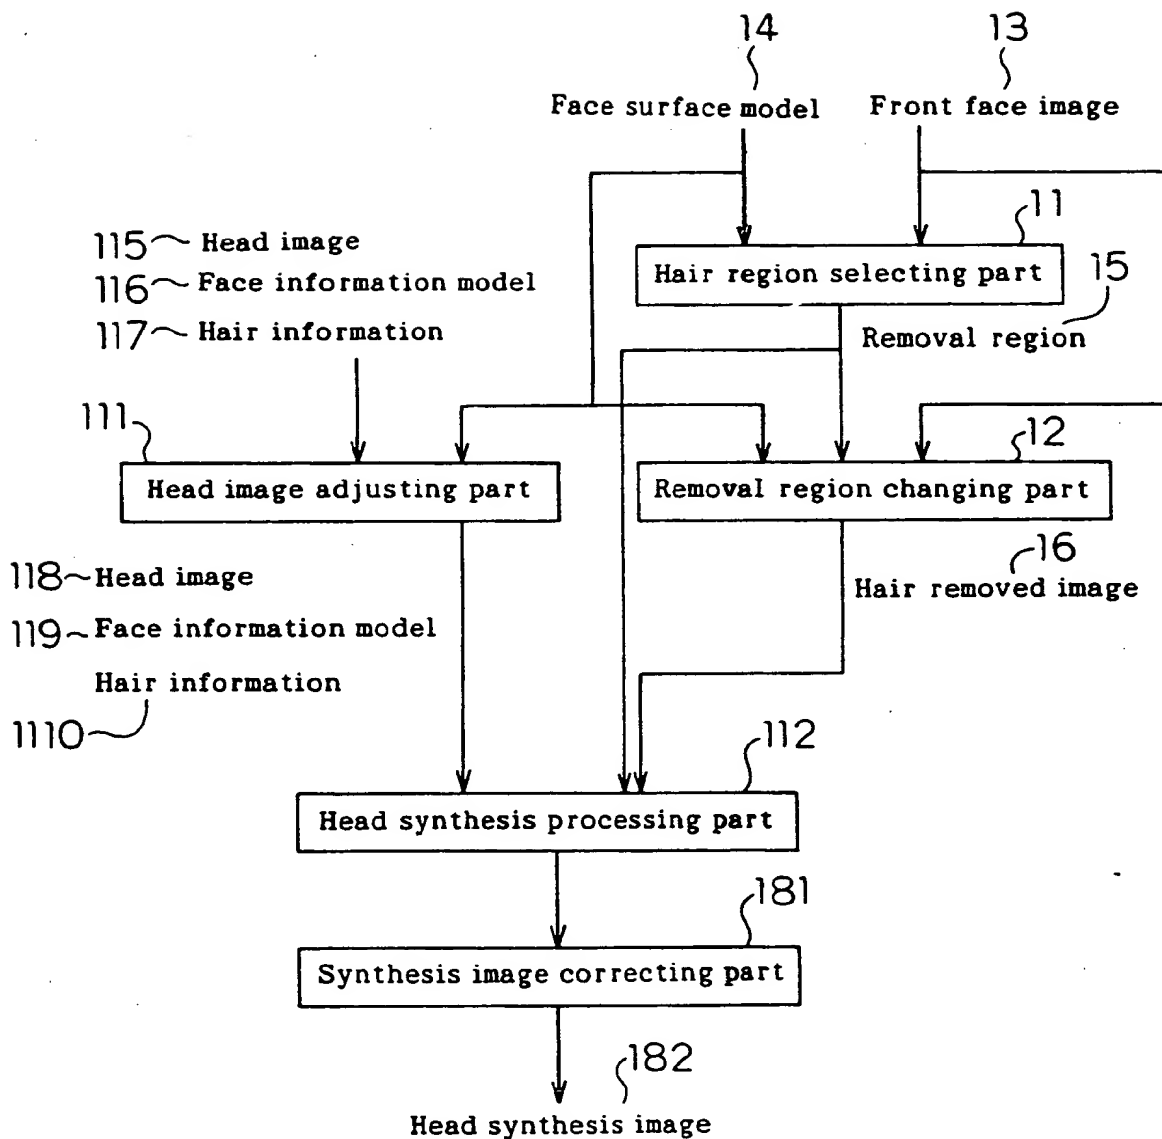 14
13
Face surface model
Front face image
11
115 Head image
116 Face information model
117 Hair information
Hair region selecting part
15
Removal region
111
12
Head image adjusting part
Removal region changing part
16
Hair removed image
118 Head image
119 Face information model
Hair information
1110
112
Head synthesis processing part
181
Synthesis image correcting part
182
Head synthesis image